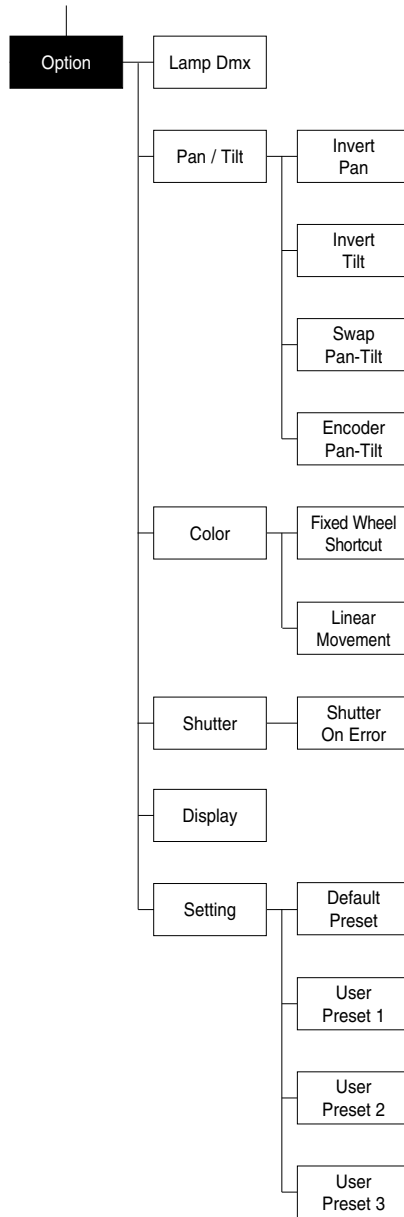 Option
Lamp Dmx
Pan / Tilt
Invert
Pan
Invert
Tilt
Swap
Pan-Tilt
Encoder
Pan-Tilt
Color
Fixed Wheel
Shortcut
Linear
Movement
Shutter
Shutter
On Error
Display
Setting
Default
Preset
User
Preset 1
User
Preset 2
User
Preset 3